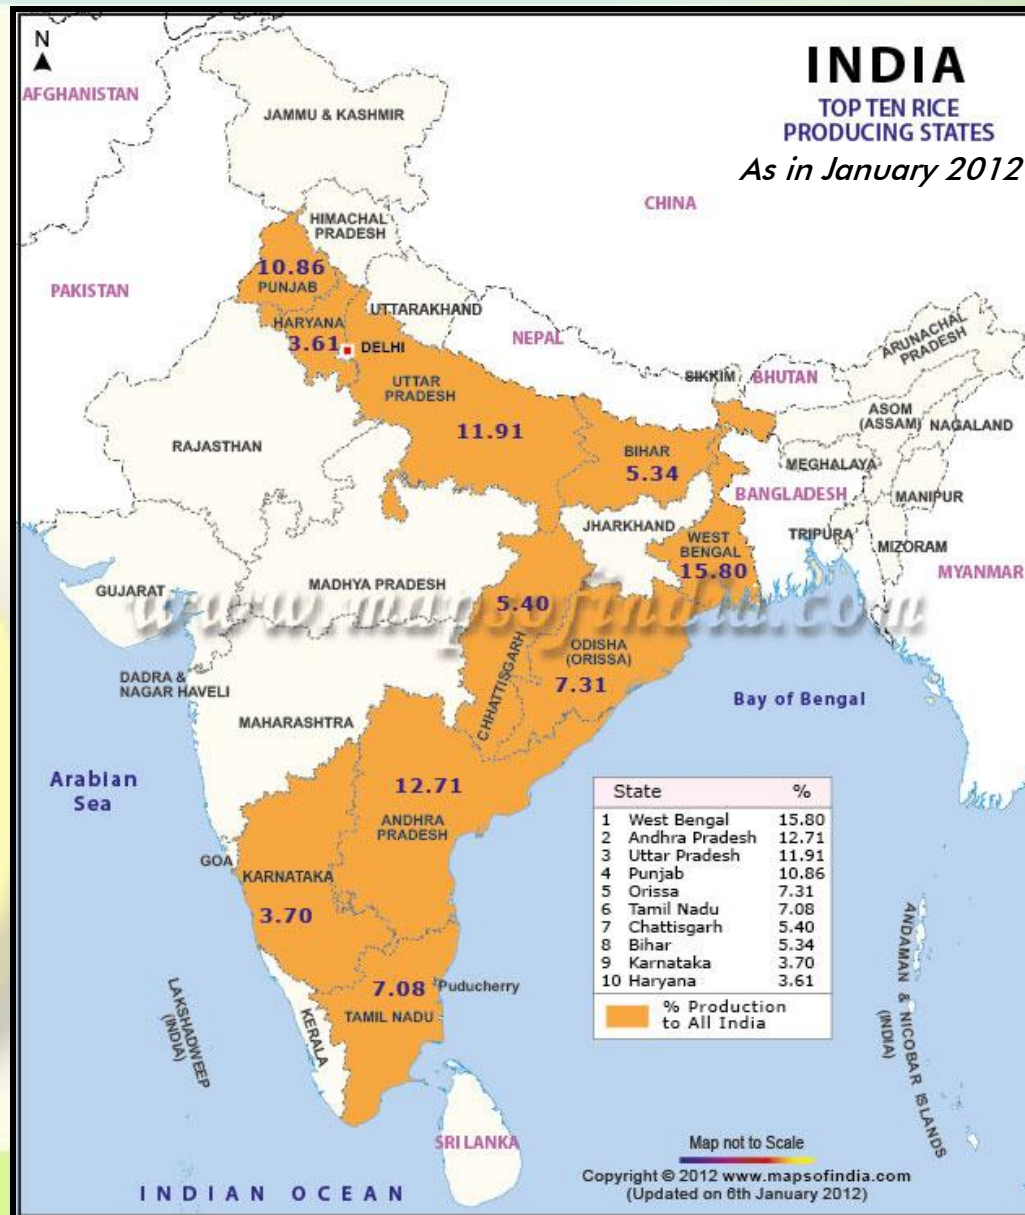 N
INDIA
TOP TEN RICE
PRODUCING STATES
As in January 2012
AFGHANISTAN
JAMMU & KASHMIR
CHINA
HIMACHAL
PRADESH
10.86
PUNJAB
PAKISTAN
UTTARAKHAND
HARYANA
3.61
DELHI
NEPAL
ARUNACHAL
PRADESH
SIKKIM
BHUTAN
UTTAR
PRADESH
11.91
ASOM
(ASSAM)
NAGALAND
RAJASTHAN
BIHAR
5.34
MEGHALAYA
BANGLADESH
MANIPUR
JHARKHAND
WEST
BENGAL
15.80
TRIPURA
MIZORAM
MYANMAR
GUJARAT
MADHYA PRADESH
www.mapsofindia.com
5.40
CHHATTISGARH
ODISHA
(ORISSA)
7.31
DADRA &
NAGAR HAVELI
MAHARASHTRA
Bay of Bengal
Arabian
Sea
12.71
ANDHRA
PRADESH
State %
1 West Bengal 15.80
2 Andhra Pradesh 12.71
3 Uttar Pradesh 11.91
4 Punjab 10.86
5 Orissa 7.31
6 Tamil Nadu 7.08
7 Chattisgarh 5.40
8 Bihar 5.34
9 Karnataka 3.70
10 Haryana 3.61
% Production
to All India
GOA
KARNATAKA
3.70
7.08
Puducherry
TAMIL NADU
KERALA
LAKSHADWEEP
(INDIA)
ANDAMAN & NICOBAR ISLANDS
(INDIA)
SRI LANKA
Map not to Scale
Copyright © 2012 www.mapsofindia.com
(Updated on 6th January 2012)
INDIAN OCEAN